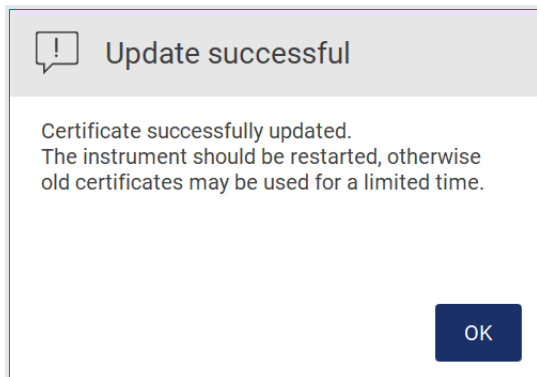 Update successful
Certificate successfully updated.
The instrument should be restarted, otherwise
old certificates may be used for a limited time.
OK